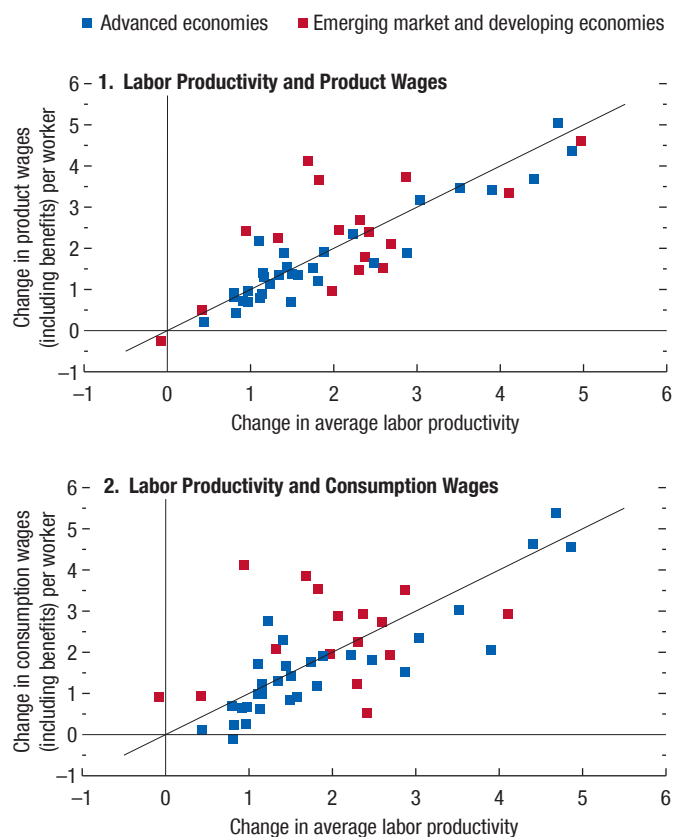 Advanced economies Emerging market and developing economies
1. Labor Productivity and Product Wages
Change in product wages
(including benefits) per worker
6
5
4
3
2
1
0
–1
–1 0 1 2 3 4 5 6
Change in average labor productivity
2. Labor Productivity and Consumption Wages
Change in consumption wages
(including benefits) per worker
6
5
4
3
2
1
0
–1
–1 0 1 2 3 4 5 6
Change in average labor productivity